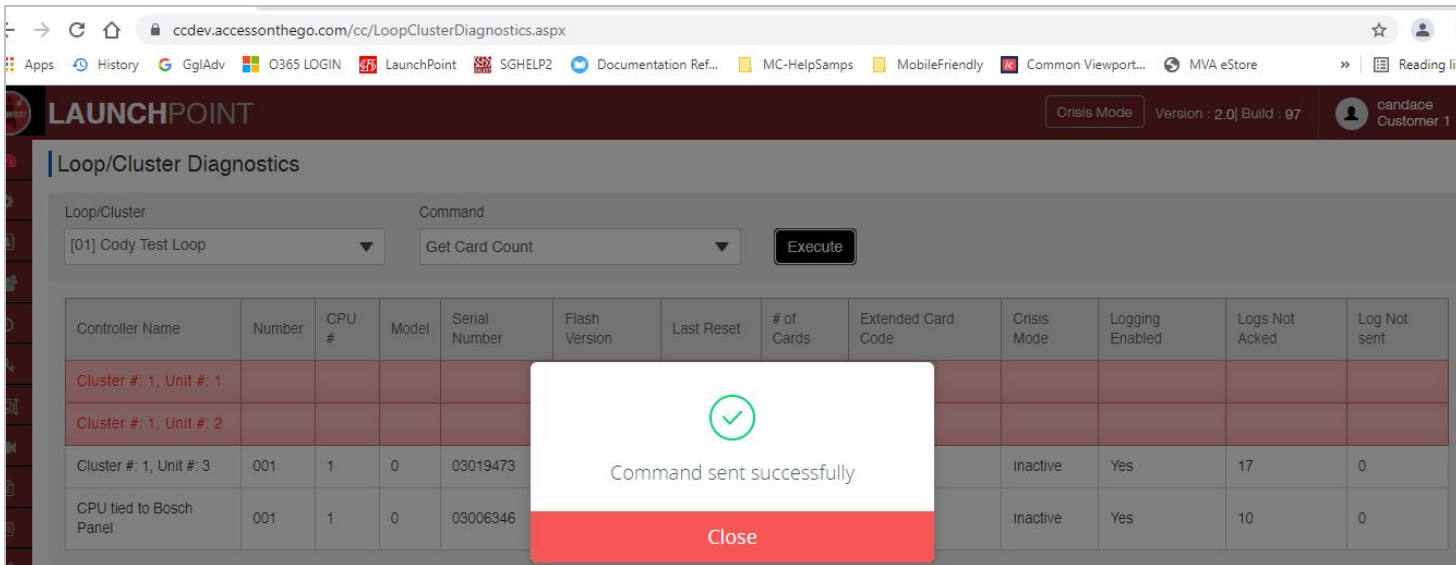 ccdev.accessonthego.com/cc/LoopClusterDiagnostics.aspx
Apps History GglAdv O365 LOGIN LaunchPoint SGHELP2 Documentation Ref... MC-HelpSamps MobileFriendly Common Viewport... MVA eStore » Reading li
LAUNCHPOINT
Crisis Mode Version : 2.0| Build : 97 candace
Customer 1
Loop/Cluster Diagnostics
Loop/Cluster Command
[01] Cody Test Loop Get Card Count Execute
Controller Name Number CPU # Model Serial Number Flash Version Last Reset # of Cards Extended Card Code Crisis Mode Logging Enabled Logs Not Acked Log Not sent
Cluster #: 1, Unit #: 1
Cluster #: 1, Unit #: 2
Cluster #: 1, Unit #: 3 001 1 0 03019473 Inactive Yes 17 0
CPU tied to Bosch Panel 001 1 0 03006346 Inactive Yes 10 0
Command sent successfully
Close